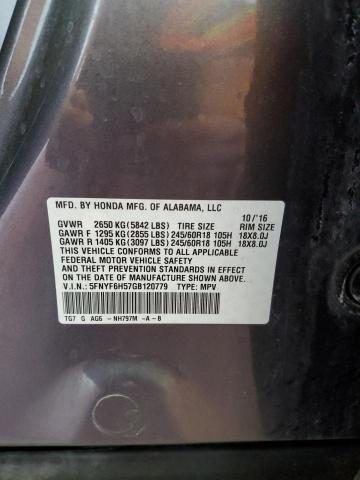 MFD. BY HONDA MFG. OF ALABAMA, LLC 10/'16
GVWR 2650 KG (5842 LBS) TIRE SIZE RIM SIZE
GAWR F 1295 KG (2855 LBS) 245/60R18 105H 18X8.0J
GAWR R 1405 KG (3097 LBS) 245/60R18 105H 18X8.0J
THIS VEHICLE CONFORMS TO ALL APPLICABLE
FEDERAL MOTOR VEHICLE SAFETY STANDARDS
IN EFFECT ON THE DATE OF MANUFACTURE SHOWN ABOVE.
V.I.N.: 5FNYF6H57GB120779 TYPE: MPV
TG7 G AG6 - NH797M -A - B